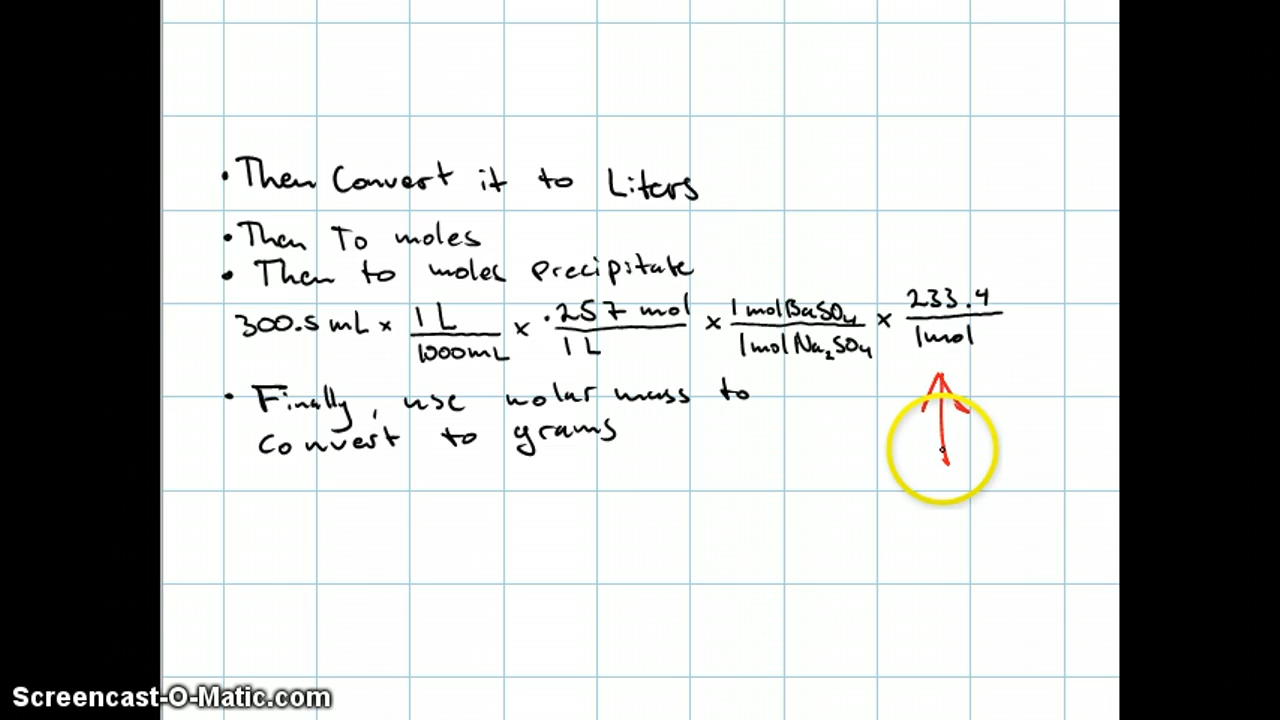 • Then Convert it to Liters
• Then To moles
• Then to moles precipitate
300.5 mL × 1 L / 1000 mL × .257 mol / 1 L × 1 mol BaSO₄ / 1 mol Na₂SO₄ × 233.4 / 1 mol
• Finally, use molar mass to
convert to grams
Screencast-O-Matic.com